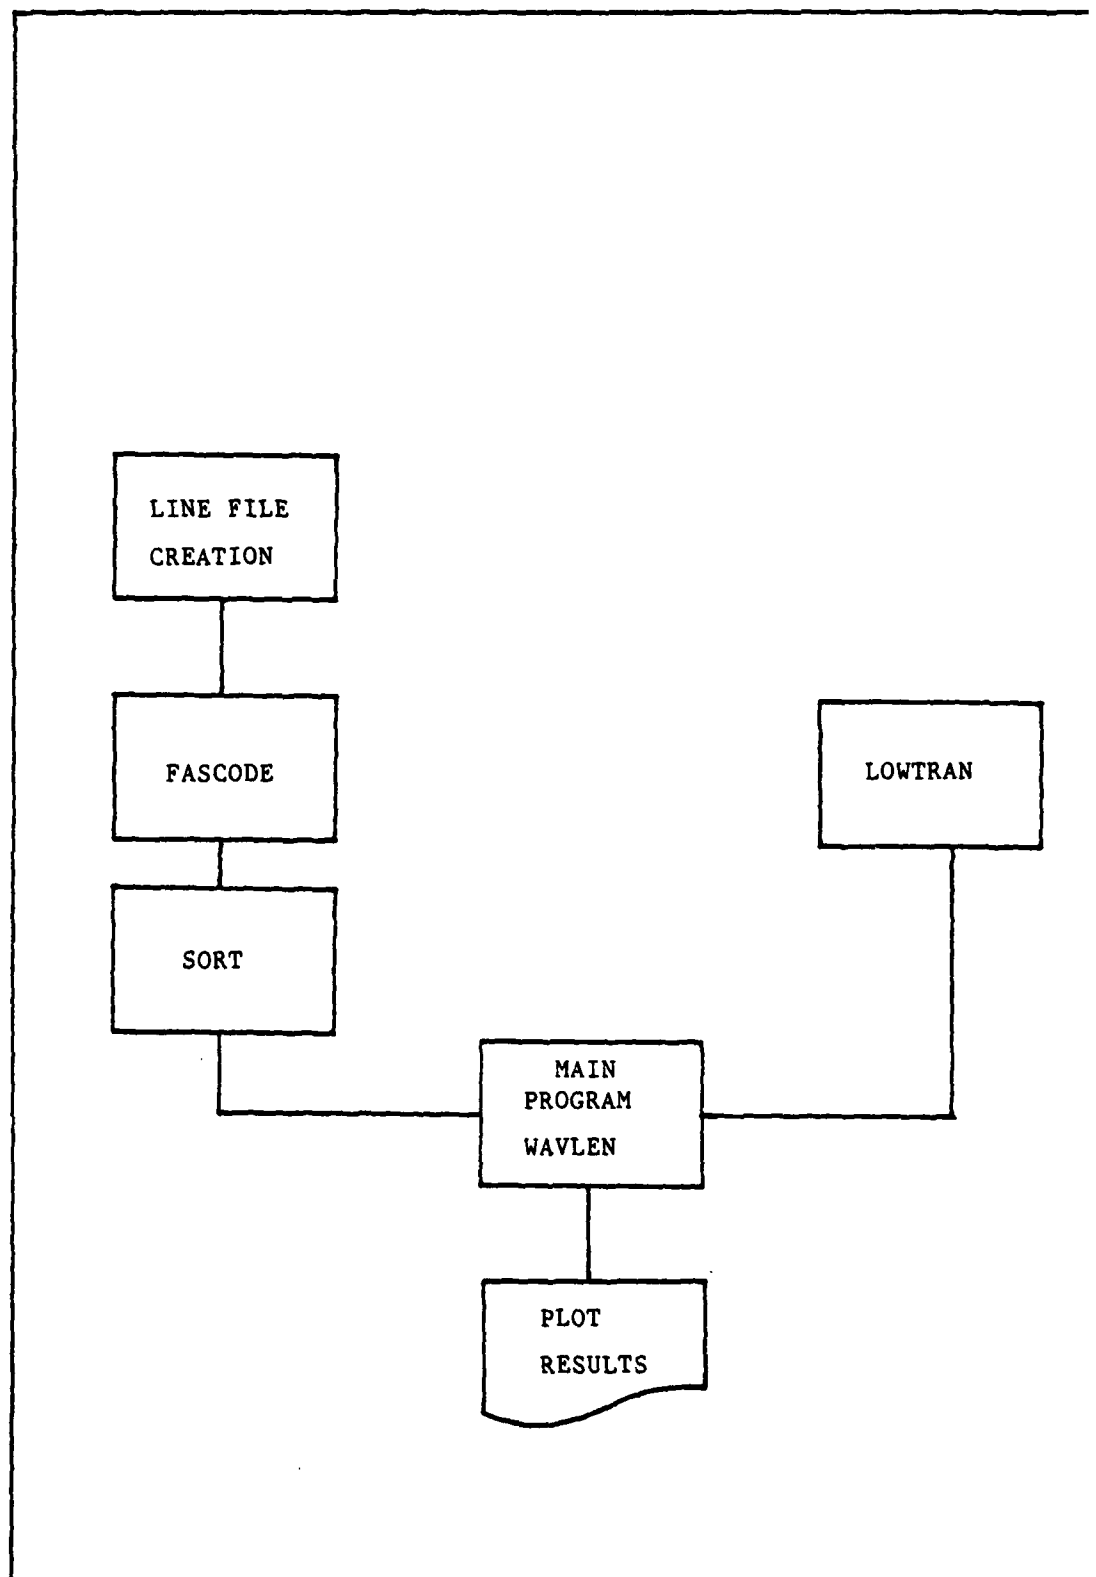 LINE FILE
CREATION
FASCODE
LOWTRAN
SORT
MAIN
PROGRAM
WAVLEN
PLOT
RESULTS